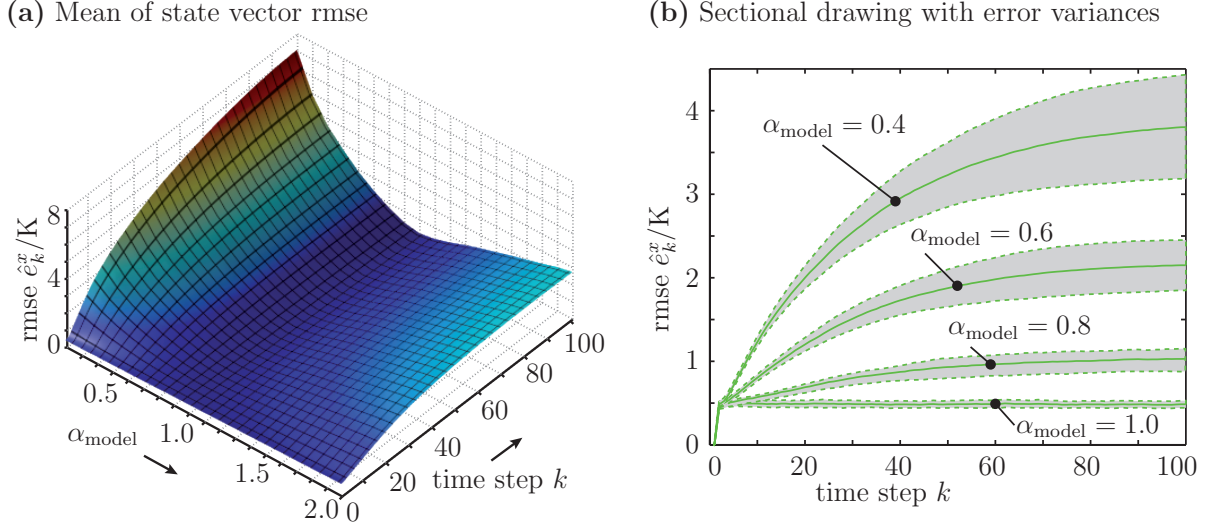 (a) Mean of state vector rmse
8
4
0
rmse ê_k^x/K
0.5
1.0
1.5
2.0
α_model
0
20
40
60
80
100
time step k
(b) Sectional drawing with error variances
4
3
2
1
0
rmse ê_k^x/K
α_model = 0.4
α_model = 0.6
α_model = 0.8
α_model = 1.0
0
20
40
60
80
100
time step k